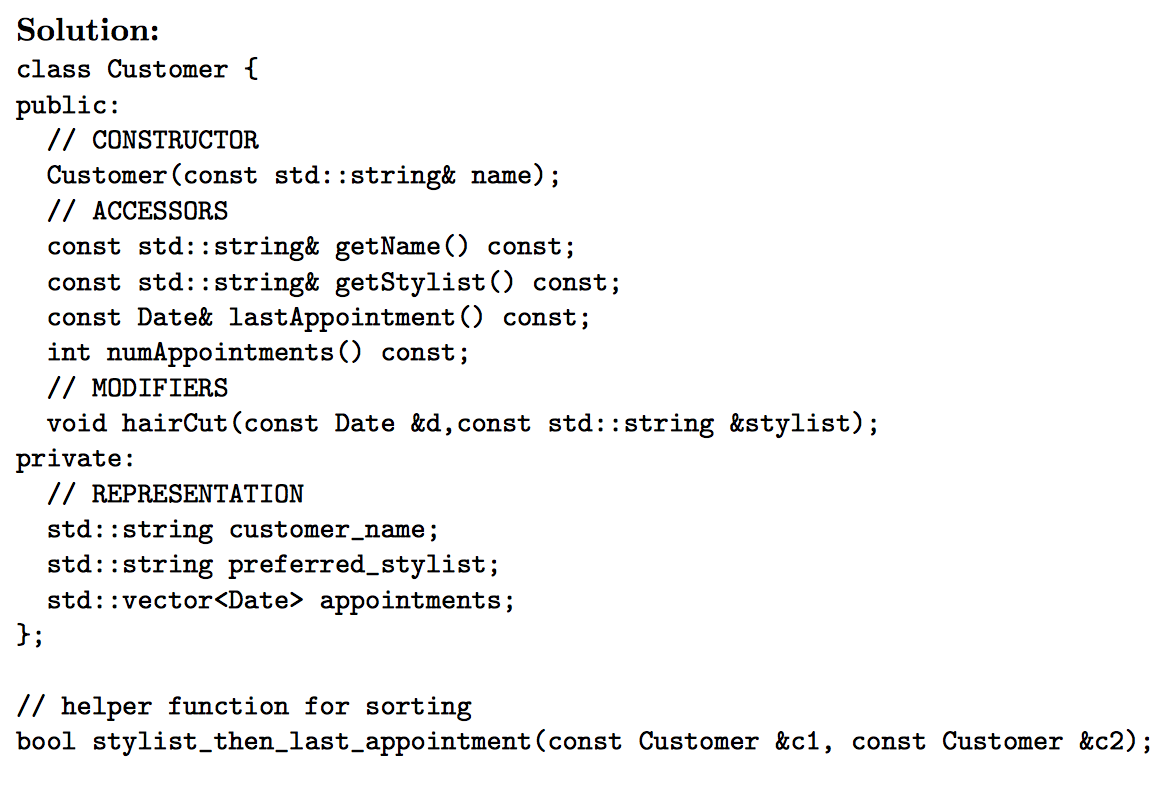 Solution:
class Customer {
public:
  // CONSTRUCTOR
  Customer(const std::string& name);
  // ACCESSORS
  const std::string& getName() const;
  const std::string& getStylist() const;
  const Date& lastAppointment() const;
  int numAppointments() const;
  // MODIFIERS
  void hairCut(const Date &d,const std::string &stylist);
private:
  // REPRESENTATION
  std::string customer_name;
  std::string preferred_stylist;
  std::vector<Date> appointments;
};

// helper function for sorting
bool stylist_then_last_appointment(const Customer &c1, const Customer &c2);